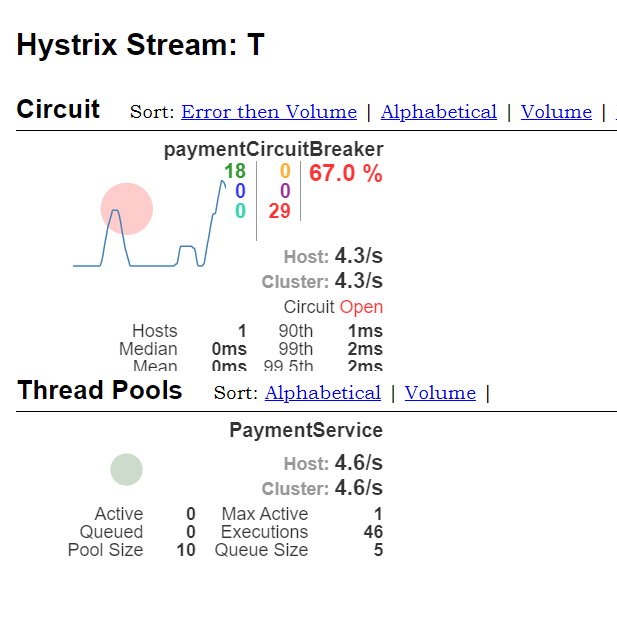 Hystrix Stream: T
Circuit Sort: Error then Volume | Alphabetical | Volume |
paymentCircuitBreaker
18 0 67.0 %
0 0
0 29
Host: 4.3/s
Cluster: 4.3/s
Circuit Open
Hosts 1 90th 1ms
Median 0ms 99th 2ms
Mean 0ms 99.5th 2ms
Thread Pools Sort: Alphabetical | Volume |
PaymentService
Host: 4.6/s
Cluster: 4.6/s
Active 0 Max Active 1
Queued 0 Executions 46
Pool Size 10 Queue Size 5